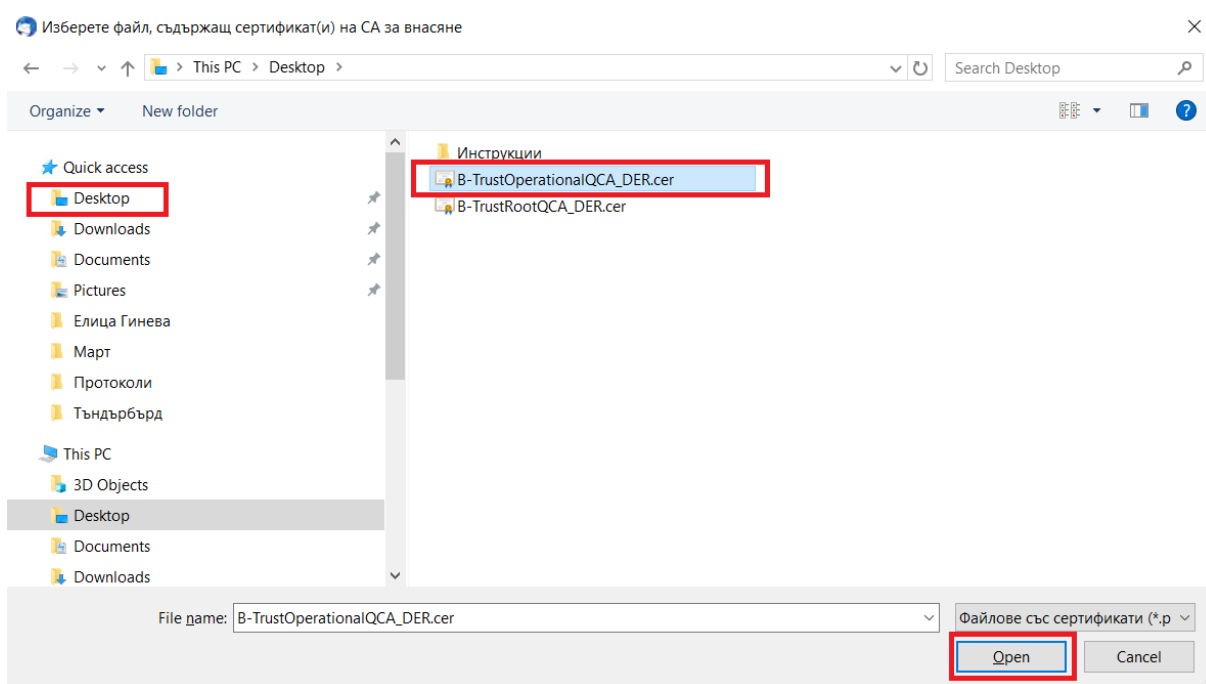 Изберете файл, съдържащ сертификат(и) на CA за внасяне
This PC > Desktop >
Search Desktop
Organize
New folder
Quick access
Desktop
Downloads
Documents
Pictures
Елица Гинева
Март
Протоколи
Тъндърбърд
This PC
3D Objects
Desktop
Documents
Downloads
Инструкции
B-TrustOperationalQCA_DER.cer
B-TrustRootQCA_DER.cer
File name: B-TrustOperationalQCA_DER.cer
Файлове със сертификати (*.p
Open
Cancel